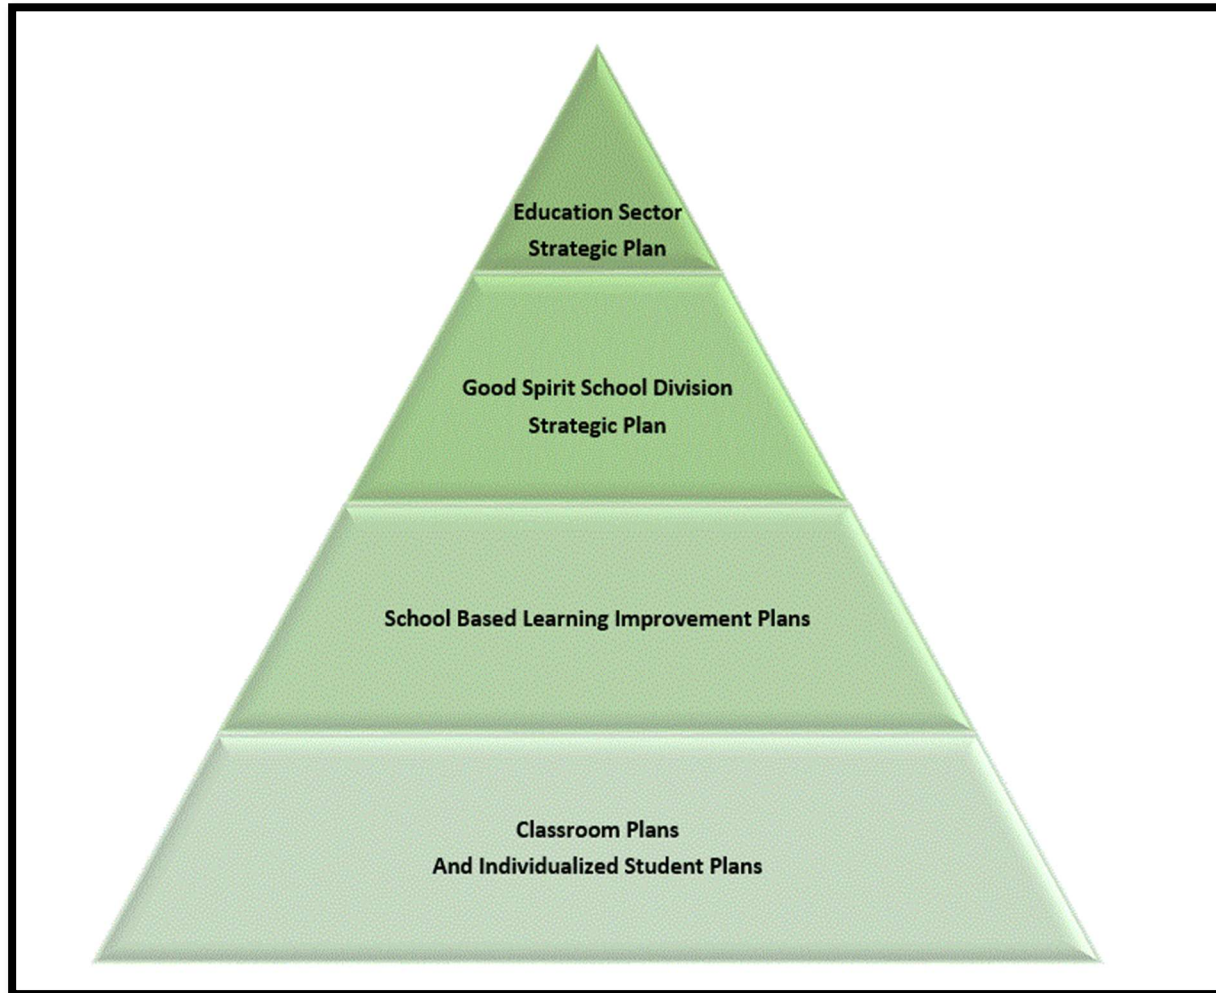 Education Sector
Strategic Plan
Good Spirit School Division
Strategic Plan
School Based Learning Improvement Plans
Classroom Plans
And Individualized Student Plans